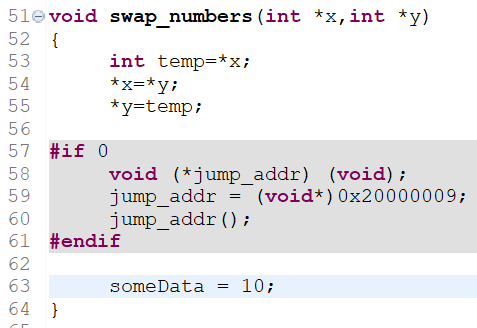 51 void swap_numbers(int *x,int *y)
52 {
53     int temp=*x;
54     *x=*y;
55     *y=temp;
56
57 #if 0
58     void (*jump_addr) (void);
59     jump_addr = (void*)0x20000009;
60     jump_addr();
61 #endif
62
63     someData = 10;
64 }